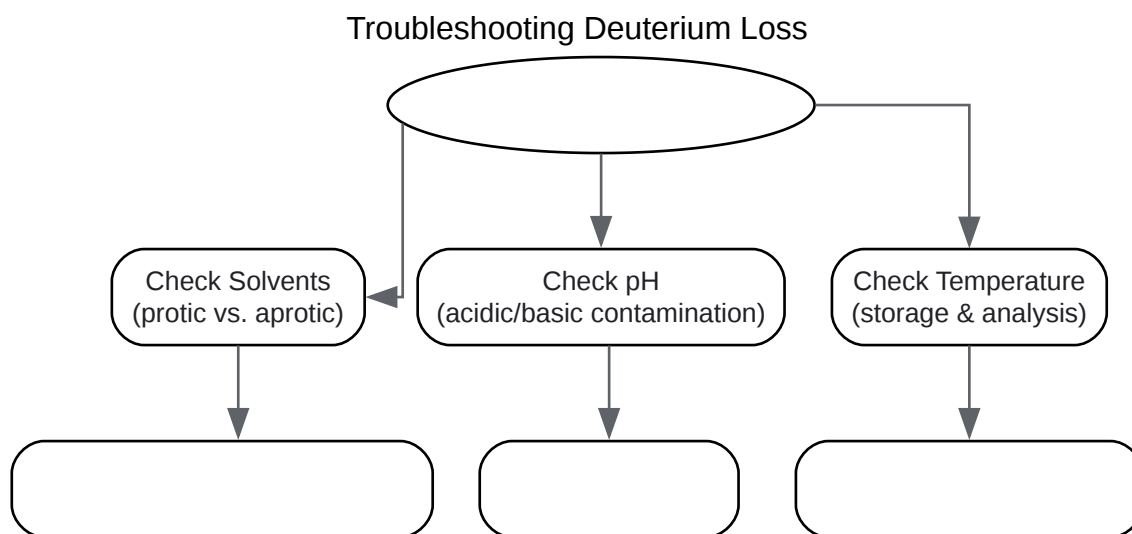 Troubleshooting Deuterium Loss
Check Solvents
(protic vs. aprotic)
Check pH
(acidic/basic contamination)
Check Temperature
(storage & analysis)